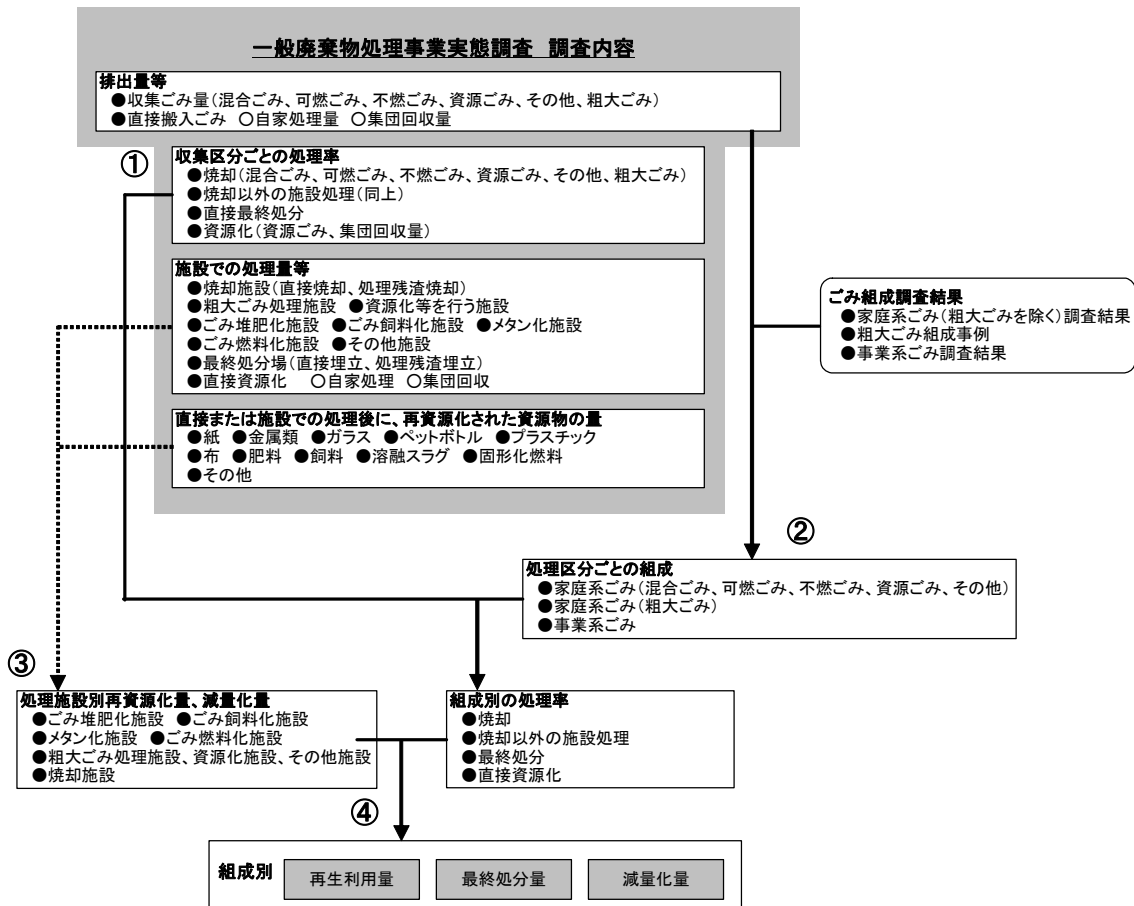 一般廃棄物処理事業実態調査 調査内容
排出量等
●収集ごみ量(混合ごみ、可燃ごみ、不燃ごみ、資源ごみ、その他、粗大ごみ)
●直接搬入ごみ ○自家処理量 ○集団回収量
①
収集区分ごとの処理率
●焼却(混合ごみ、可燃ごみ、不燃ごみ、資源ごみ、その他、粗大ごみ)
●焼却以外の施設処理(同上)
●直接最終処分
●資源化(資源ごみ、集団回収量)
施設での処理量等
●焼却施設(直接焼却、処理残渣焼却)
●粗大ごみ処理施設 ●資源化等を行う施設
●ごみ堆肥化施設 ●ごみ飼料化施設 ●メタン化施設
●ごみ燃料化施設 ●その他施設
●最終処分場(直接埋立、処理残渣埋立)
●直接資源化 ○自家処理 ○集団回収
ごみ組成調査結果
●家庭系ごみ(粗大ごみを除く)調査結果
●粗大ごみ組成事例
●事業系ごみ調査結果
直接または施設での処理後に、再資源化された資源物の量
●紙 ●金属類 ●ガラス ●ペットボトル ●プラスチック
●布 ●肥料 ●飼料 ●溶融スラグ ●固形化燃料
●その他
②
処理区分ごとの組成
●家庭系ごみ(混合ごみ、可燃ごみ、不燃ごみ、資源ごみ、その他)
●家庭系ごみ(粗大ごみ)
●事業系ごみ
③
処理施設別再資源化量、減量化量
●ごみ堆肥化施設 ●ごみ飼料化施設
●メタン化施設 ●ごみ燃料化施設
●粗大ごみ処理施設、資源化施設、その他施設
●焼却施設
組成別の処理率
●焼却
●焼却以外の施設処理
●最終処分
●直接資源化
④
組成別 再生利用量 最終処分量 減量化量